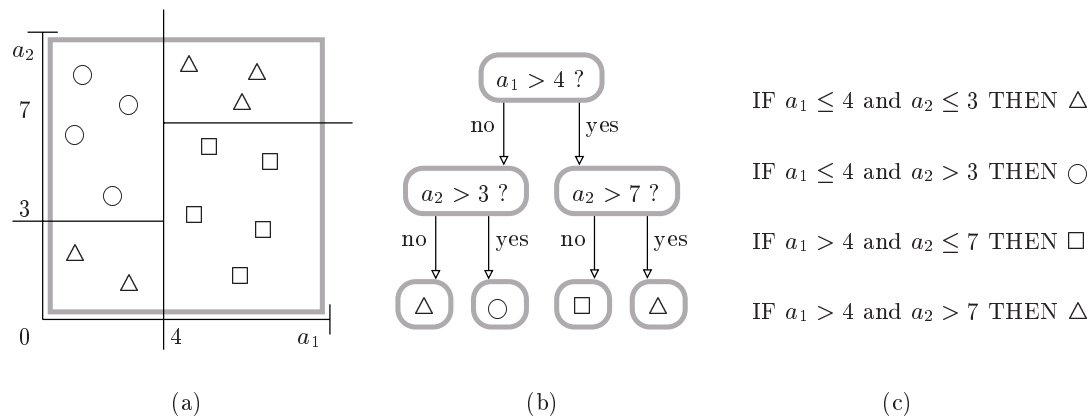 a₂
7
3
0
4
a₁
(a)
a₁ > 4 ?
no
yes
a₂ > 3 ?
a₂ > 7 ?
no
yes
no
yes
(b)
IF a₁ ≤ 4 and a₂ ≤ 3 THEN △
IF a₁ ≤ 4 and a₂ > 3 THEN ○
IF a₁ > 4 and a₂ ≤ 7 THEN □
IF a₁ > 4 and a₂ > 7 THEN △
(c)